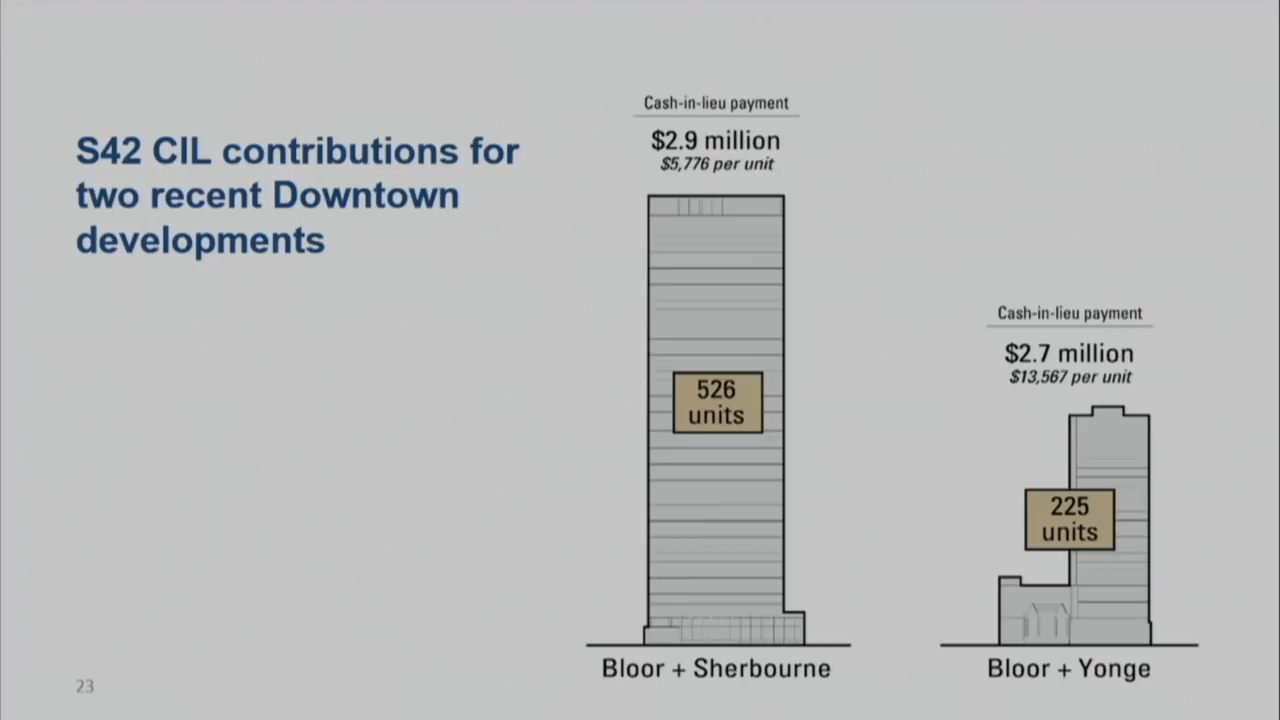 S42 CIL contributions for
two recent Downtown
developments
Cash-in-lieu payment
$2.9 million
$5,776 per unit
526
units
Bloor + Sherbourne
Cash-in-lieu payment
$2.7 million
$13,567 per unit
225
units
Bloor + Yonge
23